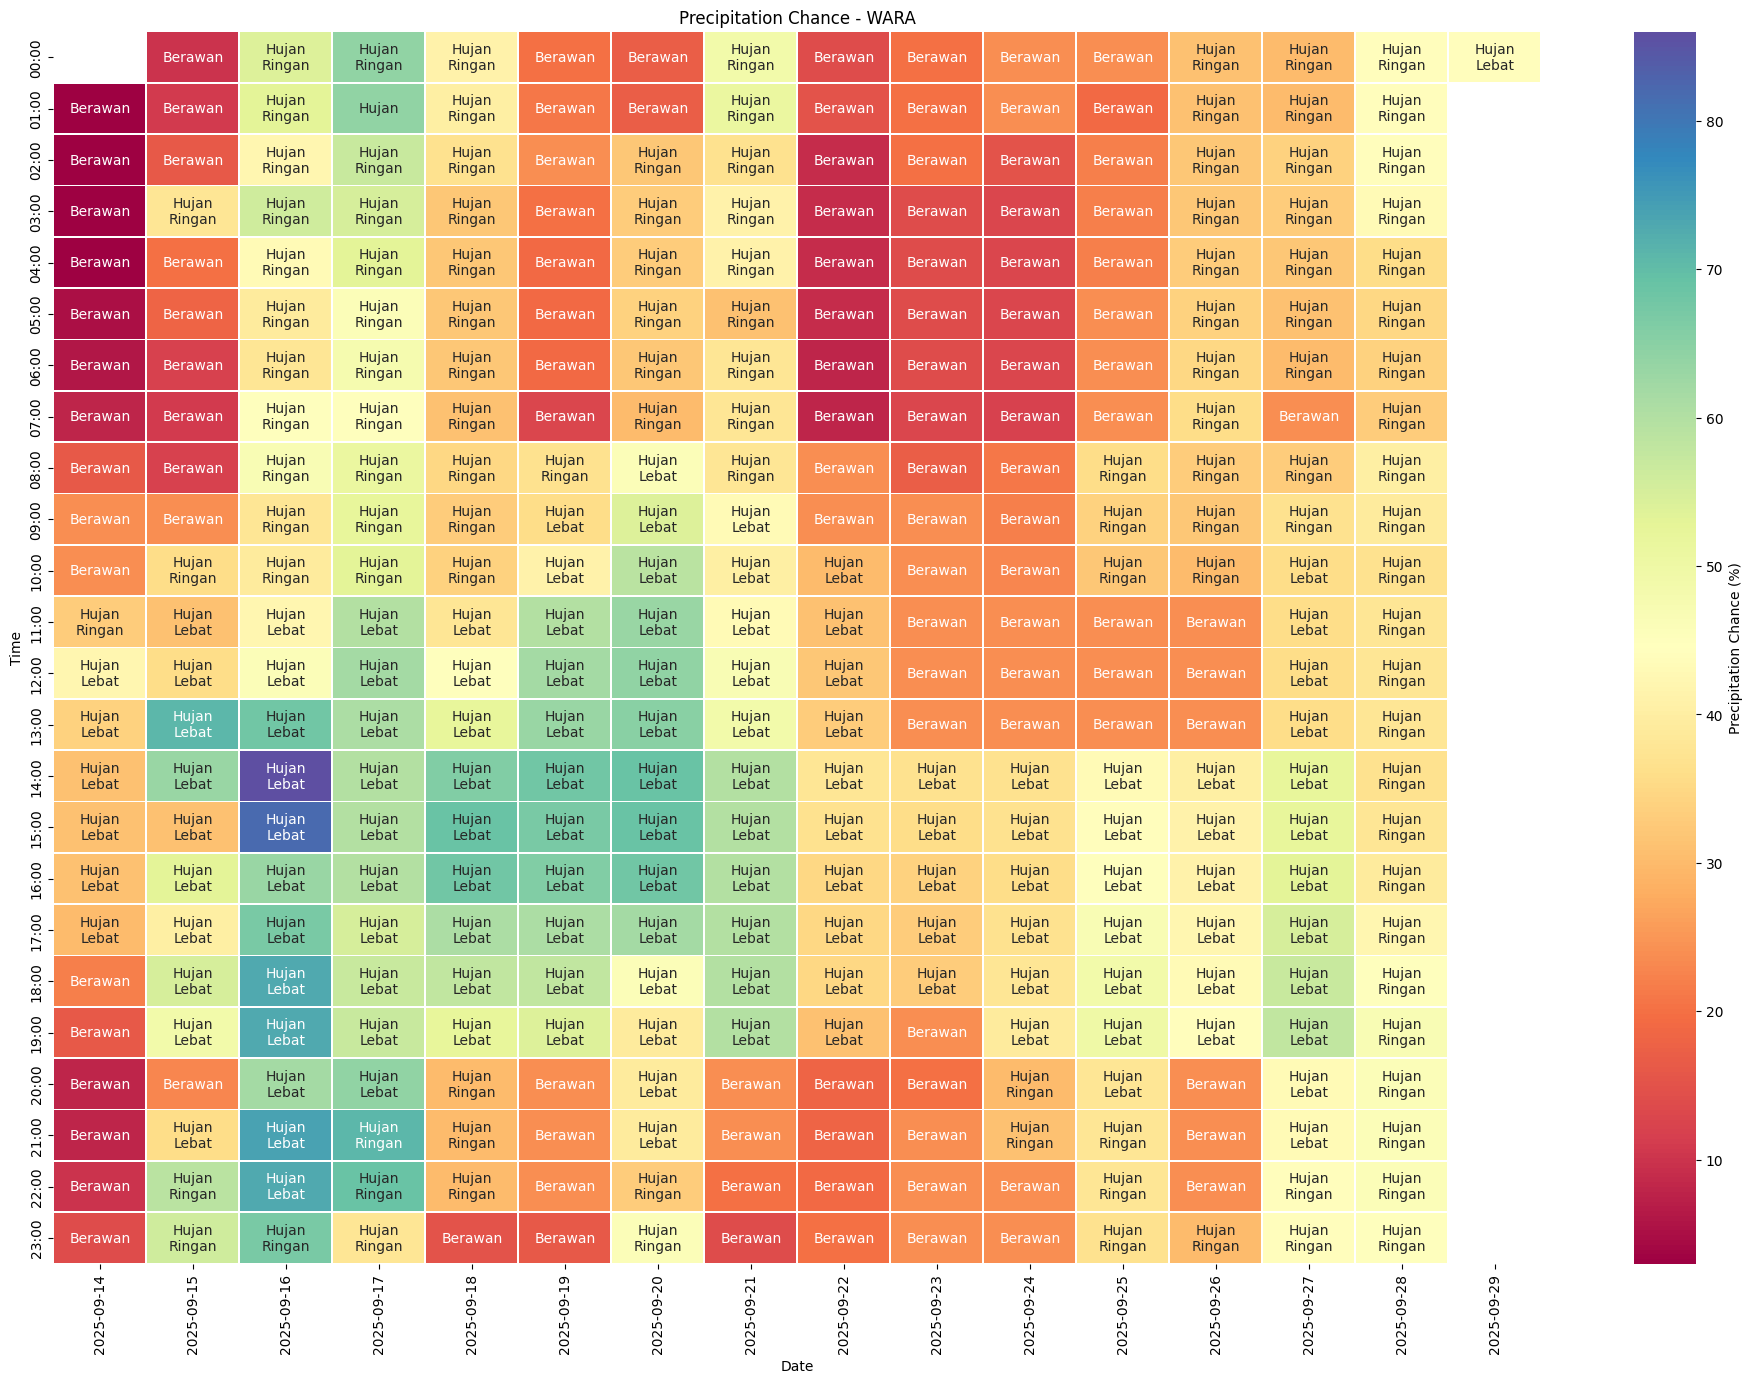 Precipitation Chance - WARA
00:00 Berawan Hujan Ringan Hujan Ringan Hujan Ringan Berawan Berawan Hujan Ringan Berawan Berawan Berawan Berawan Hujan Ringan Hujan Ringan Hujan Ringan Hujan Lebat
01:00 Berawan Berawan Hujan Ringan Hujan Hujan Ringan Berawan Berawan Hujan Ringan Berawan Berawan Berawan Berawan Hujan Ringan Hujan Ringan Hujan Ringan
02:00 Berawan Berawan Hujan Ringan Hujan Ringan Hujan Ringan Berawan Hujan Ringan Hujan Ringan Berawan Berawan Berawan Berawan Hujan Ringan Hujan Ringan Hujan Ringan
03:00 Berawan Hujan Ringan Hujan Ringan Hujan Ringan Hujan Ringan Berawan Hujan Ringan Hujan Ringan Berawan Berawan Berawan Berawan Hujan Ringan Hujan Ringan Hujan Ringan
04:00 Berawan Berawan Hujan Ringan Hujan Ringan Hujan Ringan Berawan Hujan Ringan Hujan Ringan Berawan Berawan Berawan Berawan Hujan Ringan Hujan Ringan Hujan Ringan
05:00 Berawan Berawan Hujan Ringan Hujan Ringan Hujan Ringan Berawan Hujan Ringan Hujan Ringan Berawan Berawan Berawan Berawan Hujan Ringan Hujan Ringan Hujan Ringan
06:00 Berawan Berawan Hujan Ringan Hujan Ringan Hujan Ringan Berawan Hujan Ringan Hujan Ringan Berawan Berawan Berawan Berawan Hujan Ringan Hujan Ringan Hujan Ringan
07:00 Berawan Berawan Hujan Ringan Hujan Ringan Hujan Ringan Berawan Hujan Ringan Hujan Ringan Berawan Berawan Berawan Berawan Hujan Ringan Berawan Hujan Ringan
08:00 Berawan Berawan Hujan Ringan Hujan Ringan Hujan Ringan Hujan Ringan Hujan Lebat Hujan Ringan Berawan Berawan Berawan Hujan Ringan Hujan Ringan Hujan Ringan Hujan Ringan
09:00 Berawan Berawan Hujan Ringan Hujan Ringan Hujan Ringan Hujan Lebat Hujan Lebat Hujan Lebat Berawan Berawan Berawan Hujan Ringan Hujan Ringan Hujan Ringan Hujan Ringan
10:00 Berawan Hujan Ringan Hujan Ringan Hujan Ringan Hujan Ringan Hujan Lebat Hujan Lebat Hujan Lebat Hujan Lebat Berawan Berawan Hujan Ringan Hujan Ringan Hujan Lebat Hujan Ringan
11:00 Hujan Ringan Hujan Lebat Hujan Lebat Hujan Lebat Hujan Lebat Hujan Lebat Hujan Lebat Hujan Lebat Hujan Lebat Berawan Berawan Berawan Berawan Hujan Lebat Hujan Ringan
12:00 Hujan Lebat Hujan Lebat Hujan Lebat Hujan Lebat Hujan Lebat Hujan Lebat Hujan Lebat Hujan Lebat Hujan Lebat Berawan Berawan Berawan Berawan Hujan Lebat Hujan Ringan
13:00 Hujan Lebat Hujan Lebat Hujan Lebat Hujan Lebat Hujan Lebat Hujan Lebat Hujan Lebat Hujan Lebat Hujan Lebat Berawan Berawan Berawan Berawan Hujan Lebat Hujan Ringan
14:00 Hujan Lebat Hujan Lebat Hujan Lebat Hujan Lebat Hujan Lebat Hujan Lebat Hujan Lebat Hujan Lebat Hujan Lebat Hujan Lebat Hujan Lebat Hujan Lebat Hujan Lebat Hujan Lebat Hujan Ringan
15:00 Hujan Lebat Hujan Lebat Hujan Lebat Hujan Lebat Hujan Lebat Hujan Lebat Hujan Lebat Hujan Lebat Hujan Lebat Hujan Lebat Hujan Lebat Hujan Lebat Hujan Lebat Hujan Lebat Hujan Ringan
16:00 Hujan Lebat Hujan Lebat Hujan Lebat Hujan Lebat Hujan Lebat Hujan Lebat Hujan Lebat Hujan Lebat Hujan Lebat Hujan Lebat Hujan Lebat Hujan Lebat Hujan Lebat Hujan Lebat Hujan Ringan
17:00 Hujan Lebat Hujan Lebat Hujan Lebat Hujan Lebat Hujan Lebat Hujan Lebat Hujan Lebat Hujan Lebat Hujan Lebat Hujan Lebat Hujan Lebat Hujan Lebat Hujan Lebat Hujan Lebat Hujan Ringan
18:00 Berawan Hujan Lebat Hujan Lebat Hujan Lebat Hujan Lebat Hujan Lebat Hujan Lebat Hujan Lebat Hujan Lebat Hujan Lebat Hujan Lebat Hujan Lebat Hujan Lebat Hujan Lebat Hujan Ringan
19:00 Berawan Hujan Lebat Hujan Lebat Hujan Lebat Hujan Lebat Hujan Lebat Hujan Lebat Hujan Lebat Hujan Lebat Berawan Hujan Lebat Hujan Lebat Hujan Lebat Hujan Lebat Hujan Ringan
20:00 Berawan Berawan Hujan Lebat Hujan Lebat Hujan Ringan Berawan Hujan Lebat Berawan Berawan Berawan Hujan Ringan Hujan Lebat Berawan Hujan Lebat Hujan Ringan
21:00 Berawan Hujan Lebat Hujan Lebat Hujan Ringan Hujan Ringan Berawan Hujan Lebat Berawan Berawan Berawan Hujan Ringan Hujan Ringan Berawan Hujan Lebat Hujan Ringan
22:00 Berawan Hujan Ringan Hujan Lebat Hujan Ringan Hujan Ringan Berawan Hujan Ringan Berawan Berawan Berawan Berawan Hujan Ringan Berawan Hujan Ringan Hujan Ringan
23:00 Berawan Hujan Ringan Hujan Ringan Hujan Ringan Berawan Berawan Hujan Ringan Berawan Berawan Berawan Berawan Hujan Ringan Hujan Ringan Hujan Ringan Hujan Ringan
Time
2025-09-14 2025-09-15 2025-09-16 2025-09-17 2025-09-18 2025-09-19 2025-09-20 2025-09-21 2025-09-22 2025-09-23 2025-09-24 2025-09-25 2025-09-26 2025-09-27 2025-09-28 2025-09-29
Date
80
70
60
50
40
30
20
10
Precipitation Chance (%)